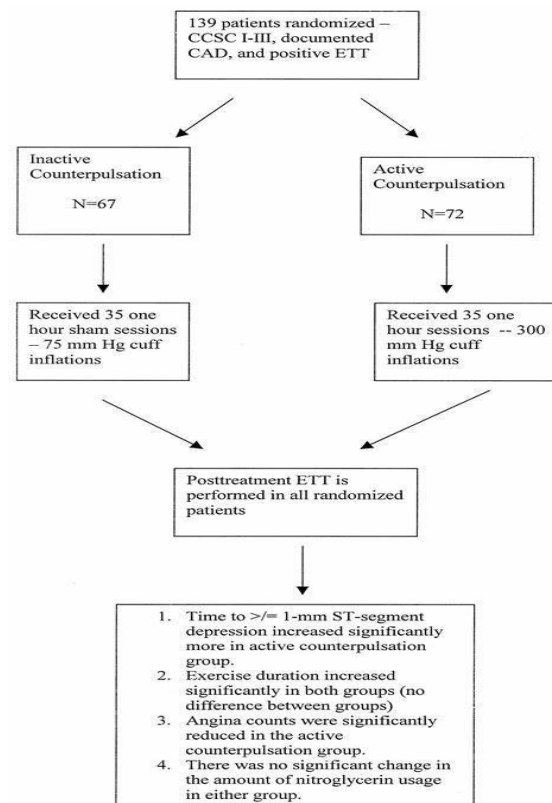 139 patients randomized –
CCSC I-III, documented
CAD, and positive ETT
Inactive
Counterpulsation
N=67
Active
Counterpulsation
N=72
Received 35 one
hour sham sessions
– 75 mm Hg cuff
inflations
Received 35 one
hour sessions -- 300
mm Hg cuff
inflations
Posttreatment ETT is
performed in all randomized
patients
1. Time to >/= 1-mm ST-segment
depression increased significantly
more in active counterpulsation
group.
2. Exercise duration increased
significantly in both groups (no
difference between groups)
3. Angina counts were significantly
reduced in the active
counterpulsation group.
4. There was no significant change in
the amount of nitroglycerin usage
in either group.